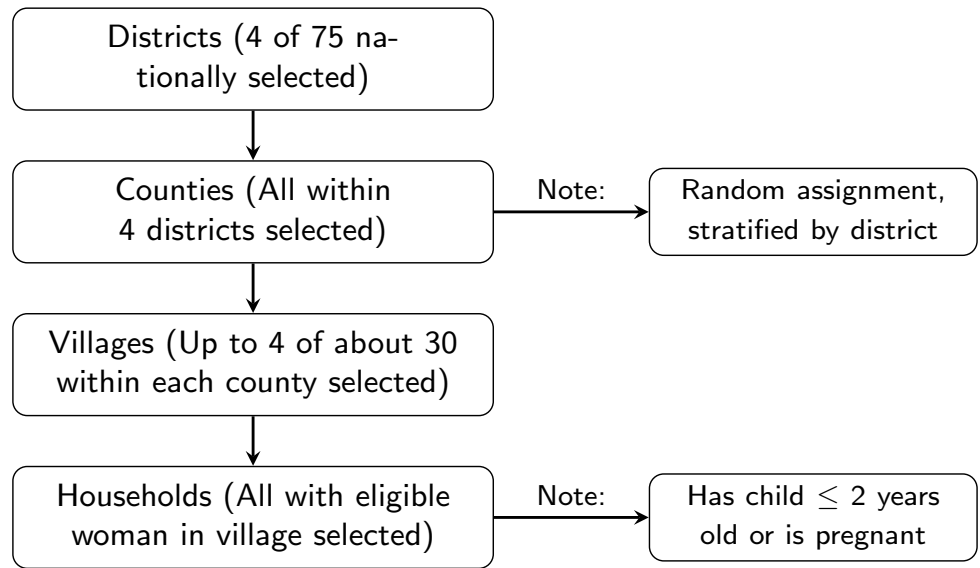 Districts (4 of 75 na-
tionally selected)
Counties (All within
4 districts selected)
Note:
Random assignment,
stratified by district
Villages (Up to 4 of about 30
within each county selected)
Households (All with eligible
woman in village selected)
Note:
Has child ≤ 2 years
old or is pregnant